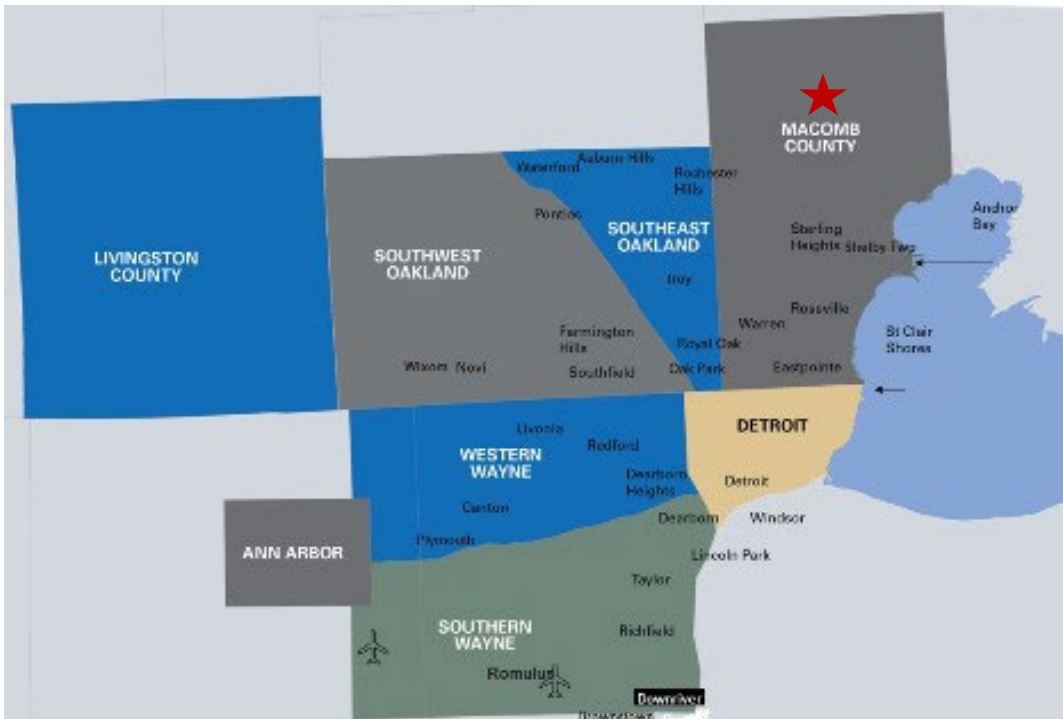 MACOMB
COUNTY
Auburn Hills
Waterford
Rochester
Hills
Pontiac
Anchor
Bay
SOUTHEAST
OAKLAND
Sterling
Heights
Shelby Twp
LIVINGSTON
COUNTY
SOUTHWEST
OAKLAND
troy
Roseville
Warren
St Clair
Shores
Farmington
Hills
Royal Oak
Wixom Novi
Southfield
Oak Park
Eastpointe
Livonia
Redford
DETROIT
WESTERN
WAYNE
Dearborn
Heights
Detroit
Canton
Dearborn
Windsor
Plymouth
ANN ARBOR
Lincoln Park
Taylor
SOUTHERN
WAYNE
Richfield
Romulus
Downriver
Brownstown